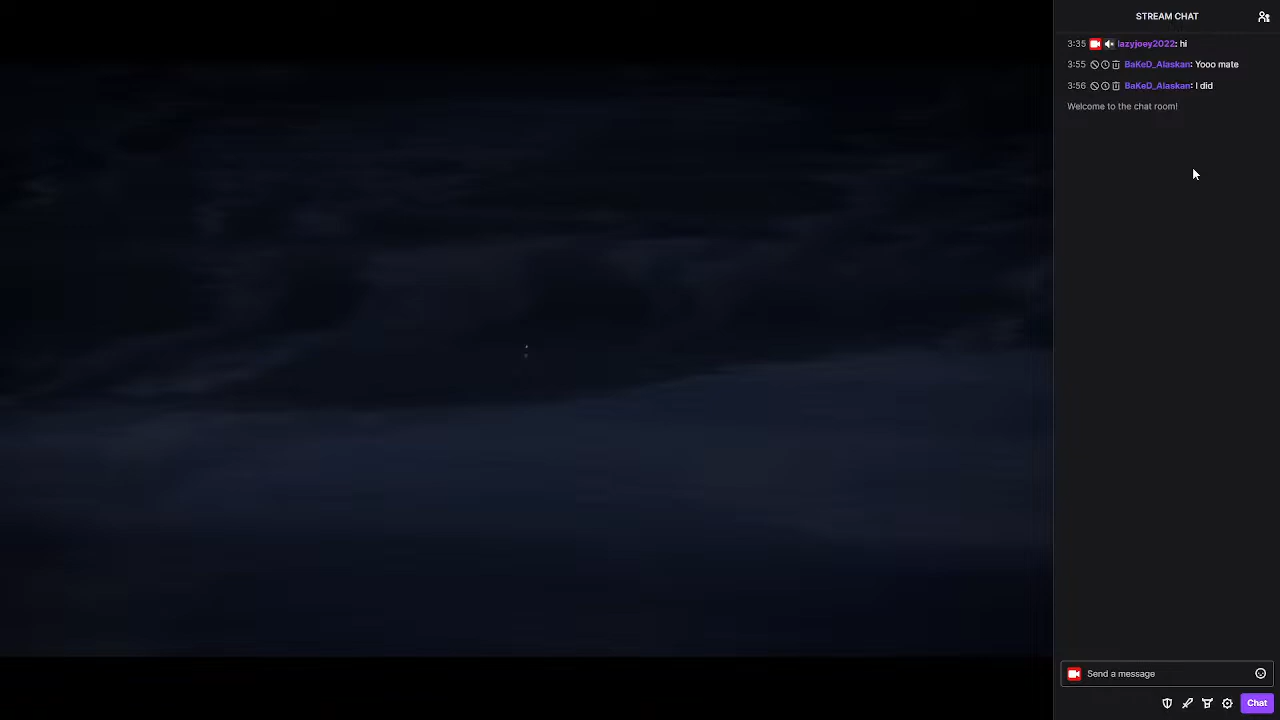 STREAM CHAT
3:35 lazyjoey2022: hi
3:55 BaKeD_Alaskan: Yooo mate
3:56 BaKeD_Alaskan: I did
Welcome to the chat room!
Send a message
Chat